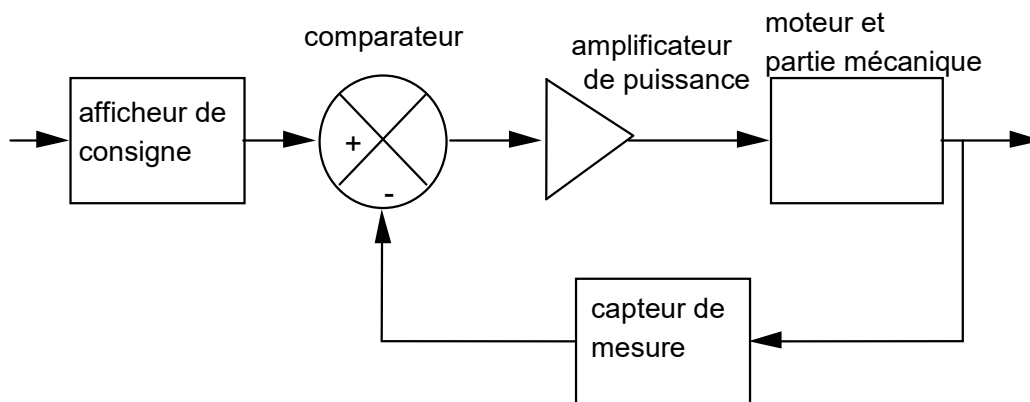 comparateur
amplificateur
de puissance
moteur et
partie mécanique
afficheur de
consigne
+
-
capteur de
mesure